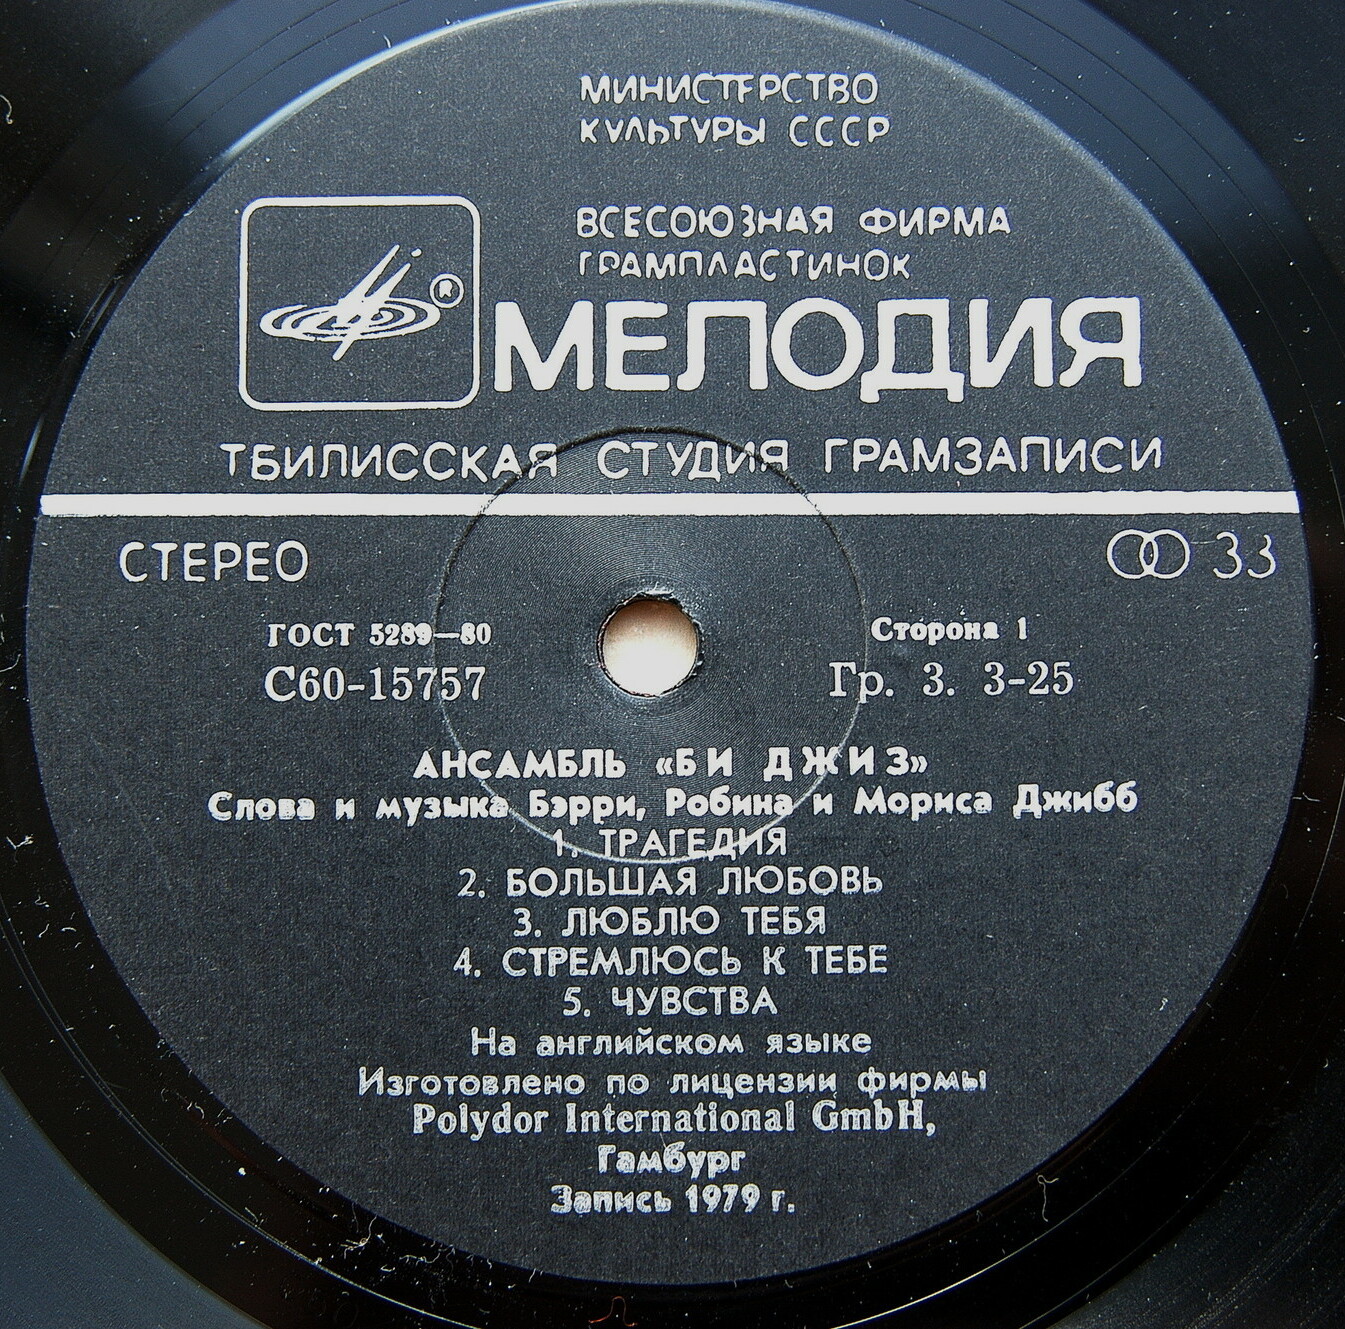 МИНИСТЕРСТВО
КУЛЬТУРЫ СССР
ВСЕСОЮЗНАЯ ФИРМА
ГРАМПЛАСТИНОК
®
МЕЛОДИЯ
ТБИЛИССКАЯ СТУДИЯ ГРАМЗАПИСИ
СТЕРЕО
33
ГОСТ 5289—80
Сторона 1
С60-15757
Гр. 3. 3-25
АНСАМБЛЬ «БИ ДЖИЗ»
Слова и музыка Бэрри, Робина и Мориса Джибб
1. ТРАГЕДИЯ
2. БОЛЬШАЯ ЛЮБОВЬ
3. ЛЮБЛЮ ТЕБЯ
4. СТРЕМЛЮСЬ К ТЕБЕ
5. ЧУВСТВА
На английском языке
Изготовлено по лицензии фирмы
Polydor International GmbH,
Гамбург
Запись 1979 г.